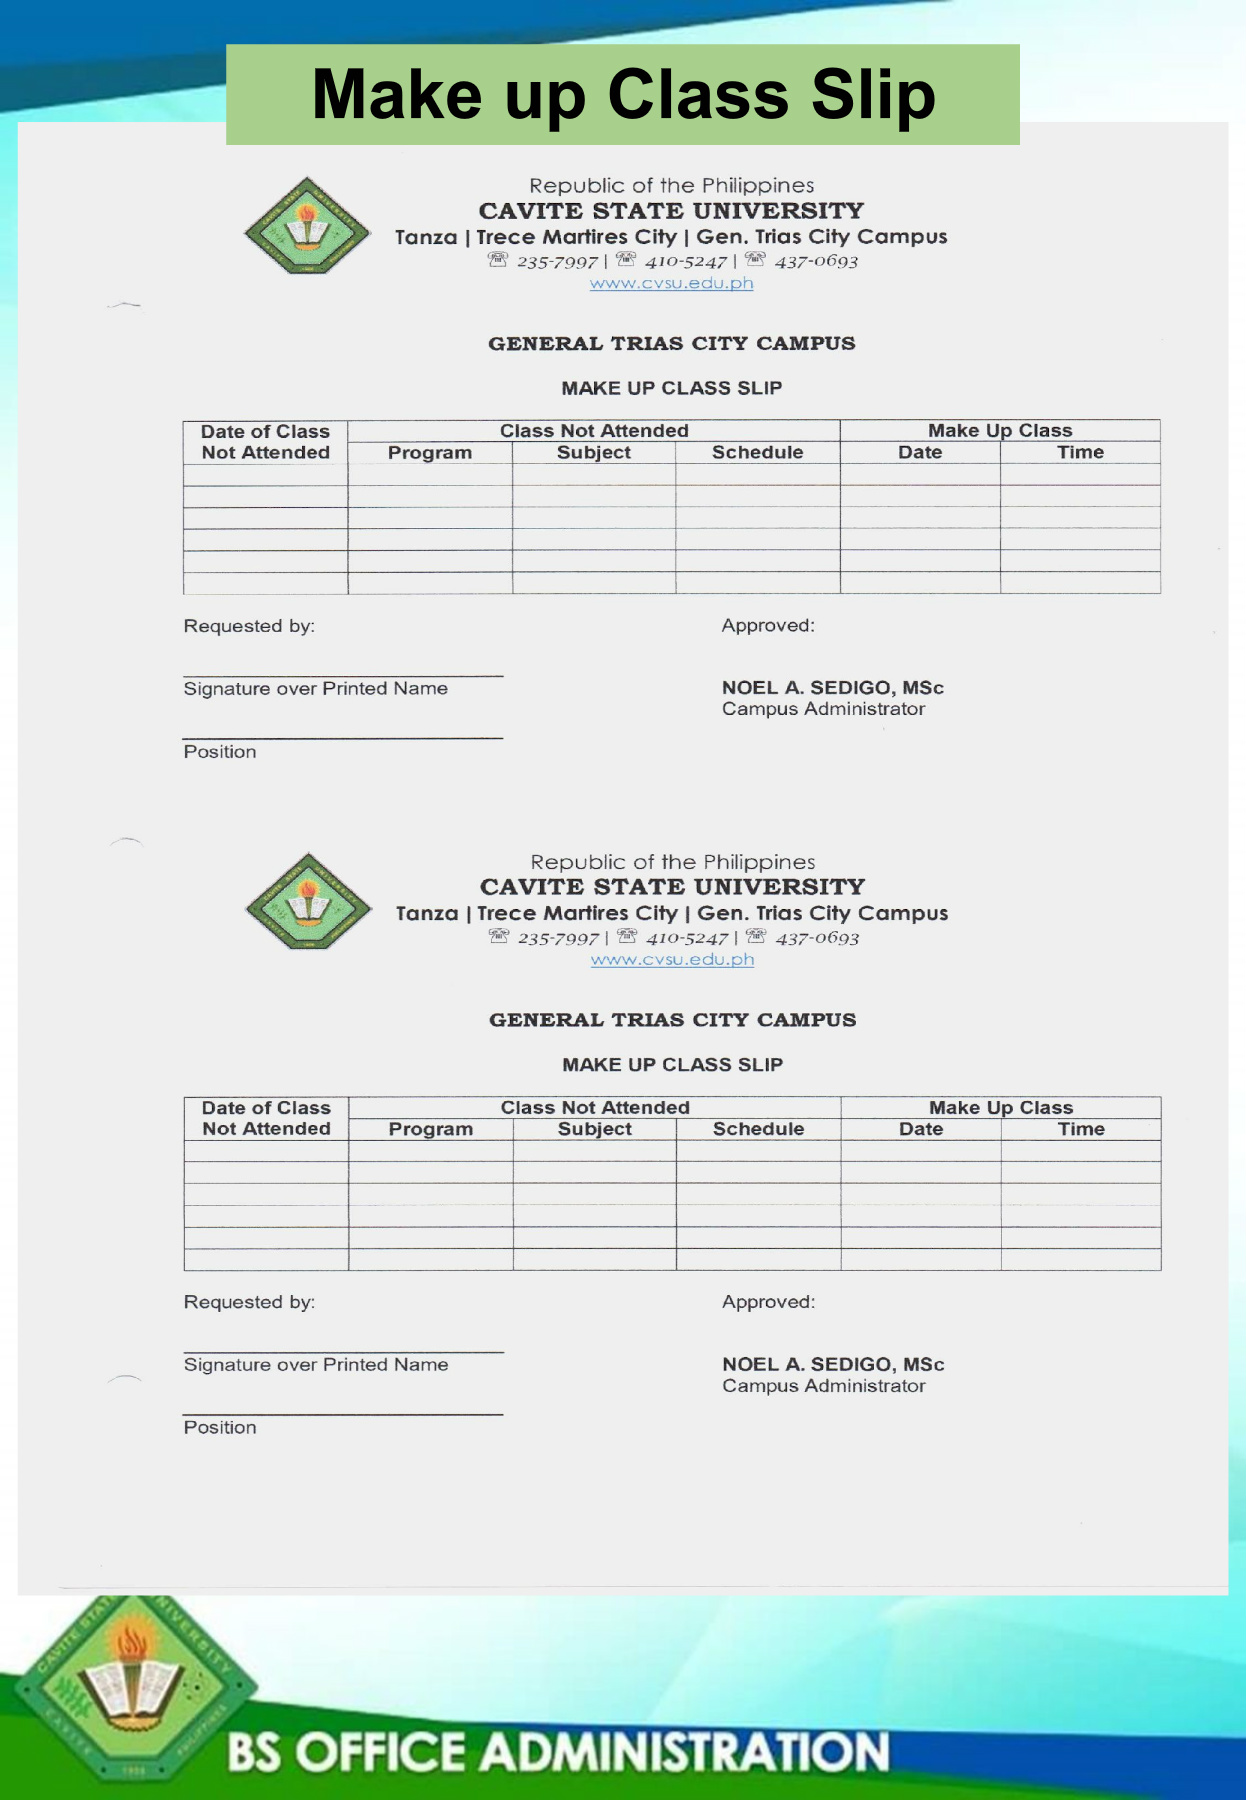 Make up Class Slip
Republic of the Philippines
CAVITE STATE UNIVERSITY
Tanza | Trece Martires City | Gen. Trias City Campus
☏ 235-7997 | ☏ 410-5247 | ☏ 437-0693
www.cvsu.edu.ph
GENERAL TRIAS CITY CAMPUS
MAKE UP CLASS SLIP
Date of Class Not Attended | Class Not Attended | Make Up Class
Program | Subject | Schedule | Date | Time
Requested by: Approved:
Signature over Printed Name NOEL A. SEDIGO, MSc
Campus Administrator
Position
Republic of the Philippines
CAVITE STATE UNIVERSITY
Tanza | Trece Martires City | Gen. Trias City Campus
☏ 235-7997 | ☏ 410-5247 | ☏ 437-0693
www.cvsu.edu.ph
GENERAL TRIAS CITY CAMPUS
MAKE UP CLASS SLIP
Date of Class Not Attended | Class Not Attended | Make Up Class
Program | Subject | Schedule | Date | Time
Requested by: Approved:
Signature over Printed Name NOEL A. SEDIGO, MSc
Campus Administrator
Position
CAVITE STATE UNIVERSITY
CAVITE PHILIPPINES
BS OFFICE ADMINISTRATION